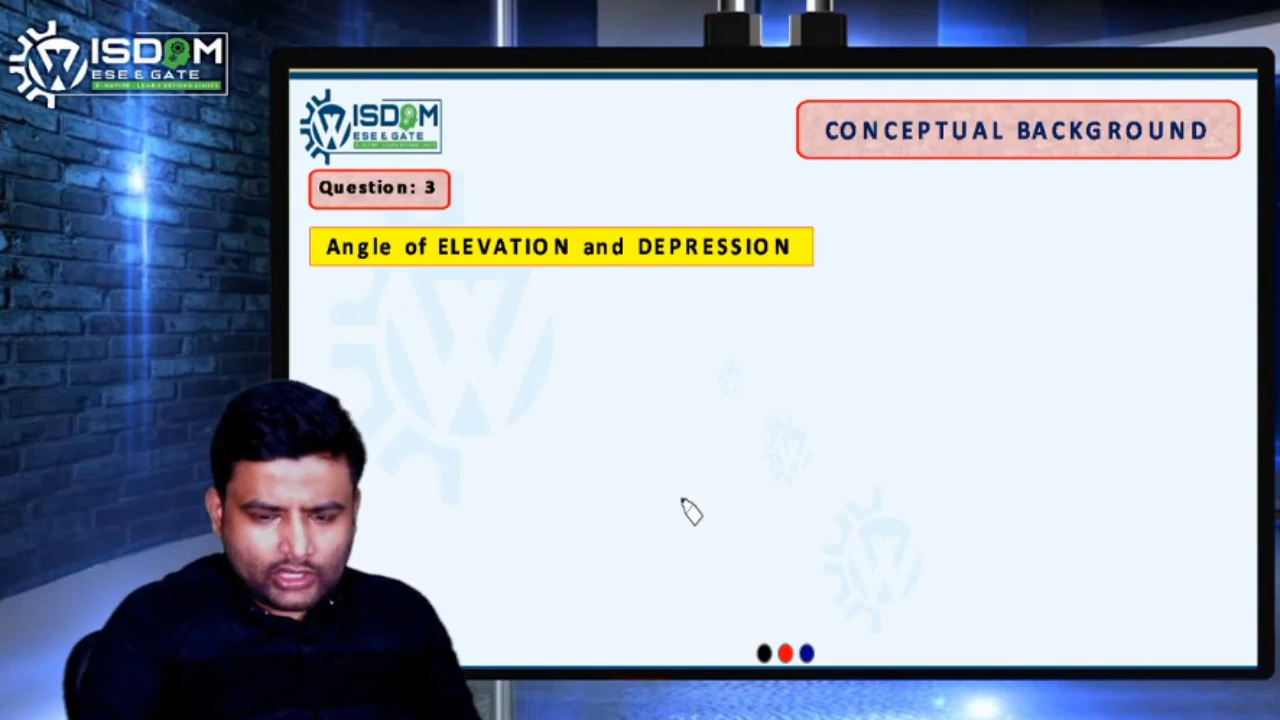 ISDOM
ESE & GATE
ISDOM
ESE & GATE
CONCEPTUAL BACKGROUND
Question: 3
Angle of ELEVATION and DEPRESSION